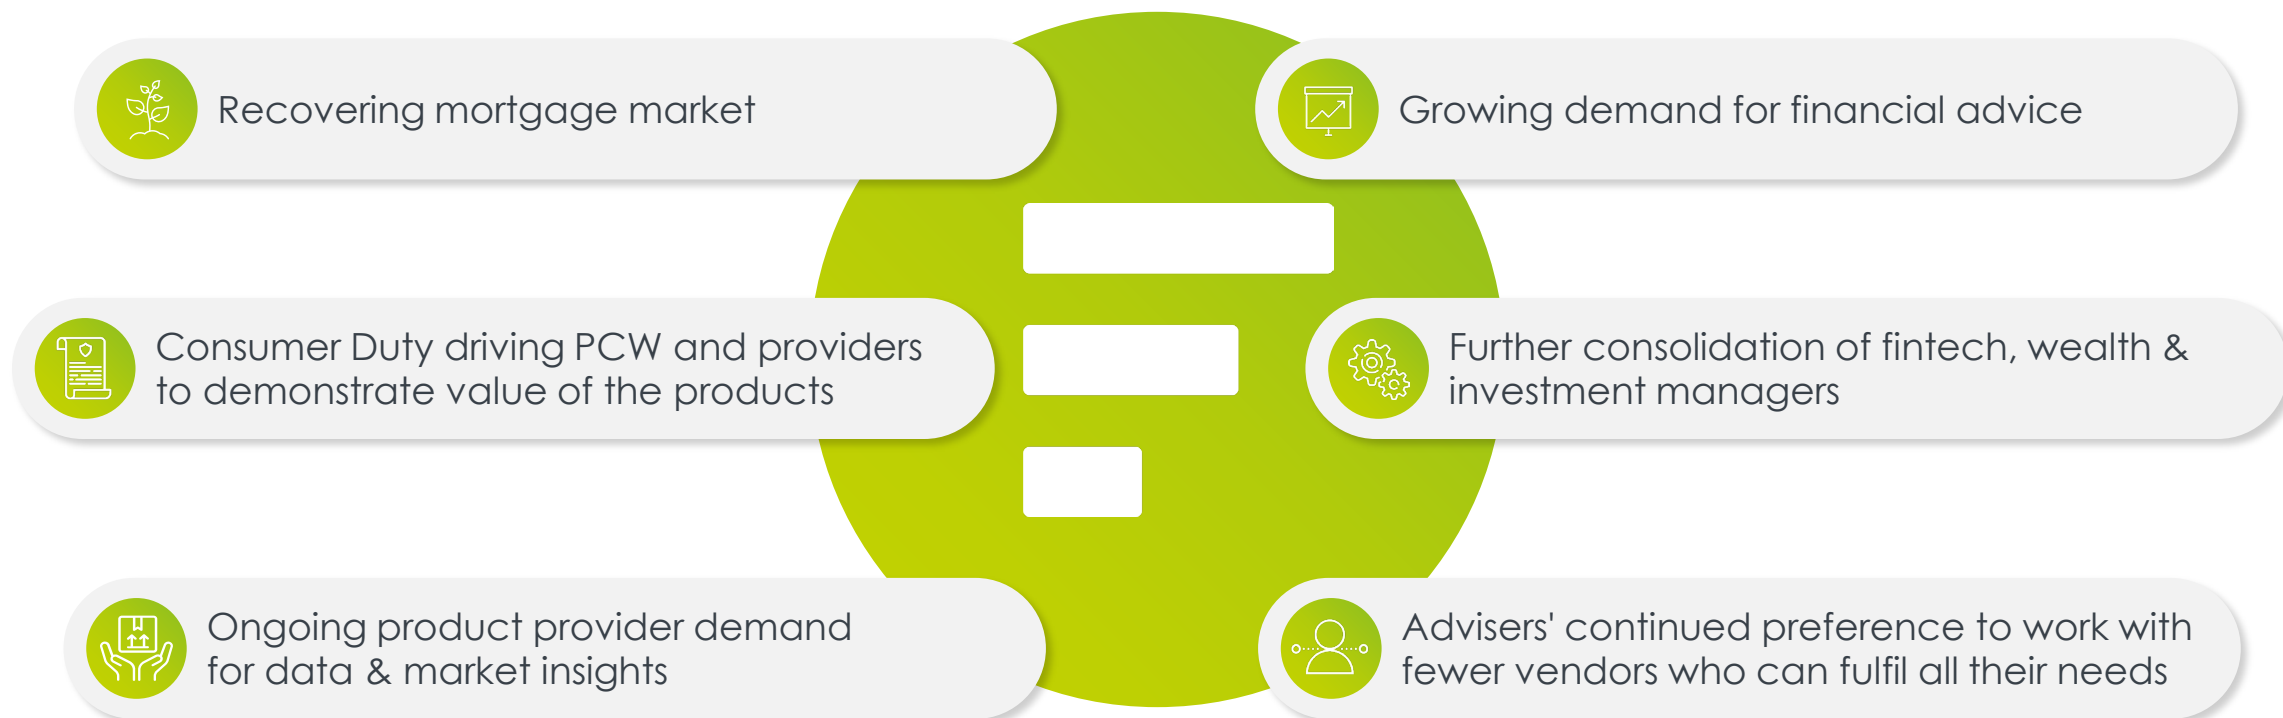 Recovering mortgage market
Growing demand for financial advice
Consumer Duty driving PCW and providers
to demonstrate value of the products
Further consolidation of fintech, wealth &
investment managers
Ongoing product provider demand
for data & market insights
Advisers' continued preference to work with
fewer vendors who can fulfil all their needs